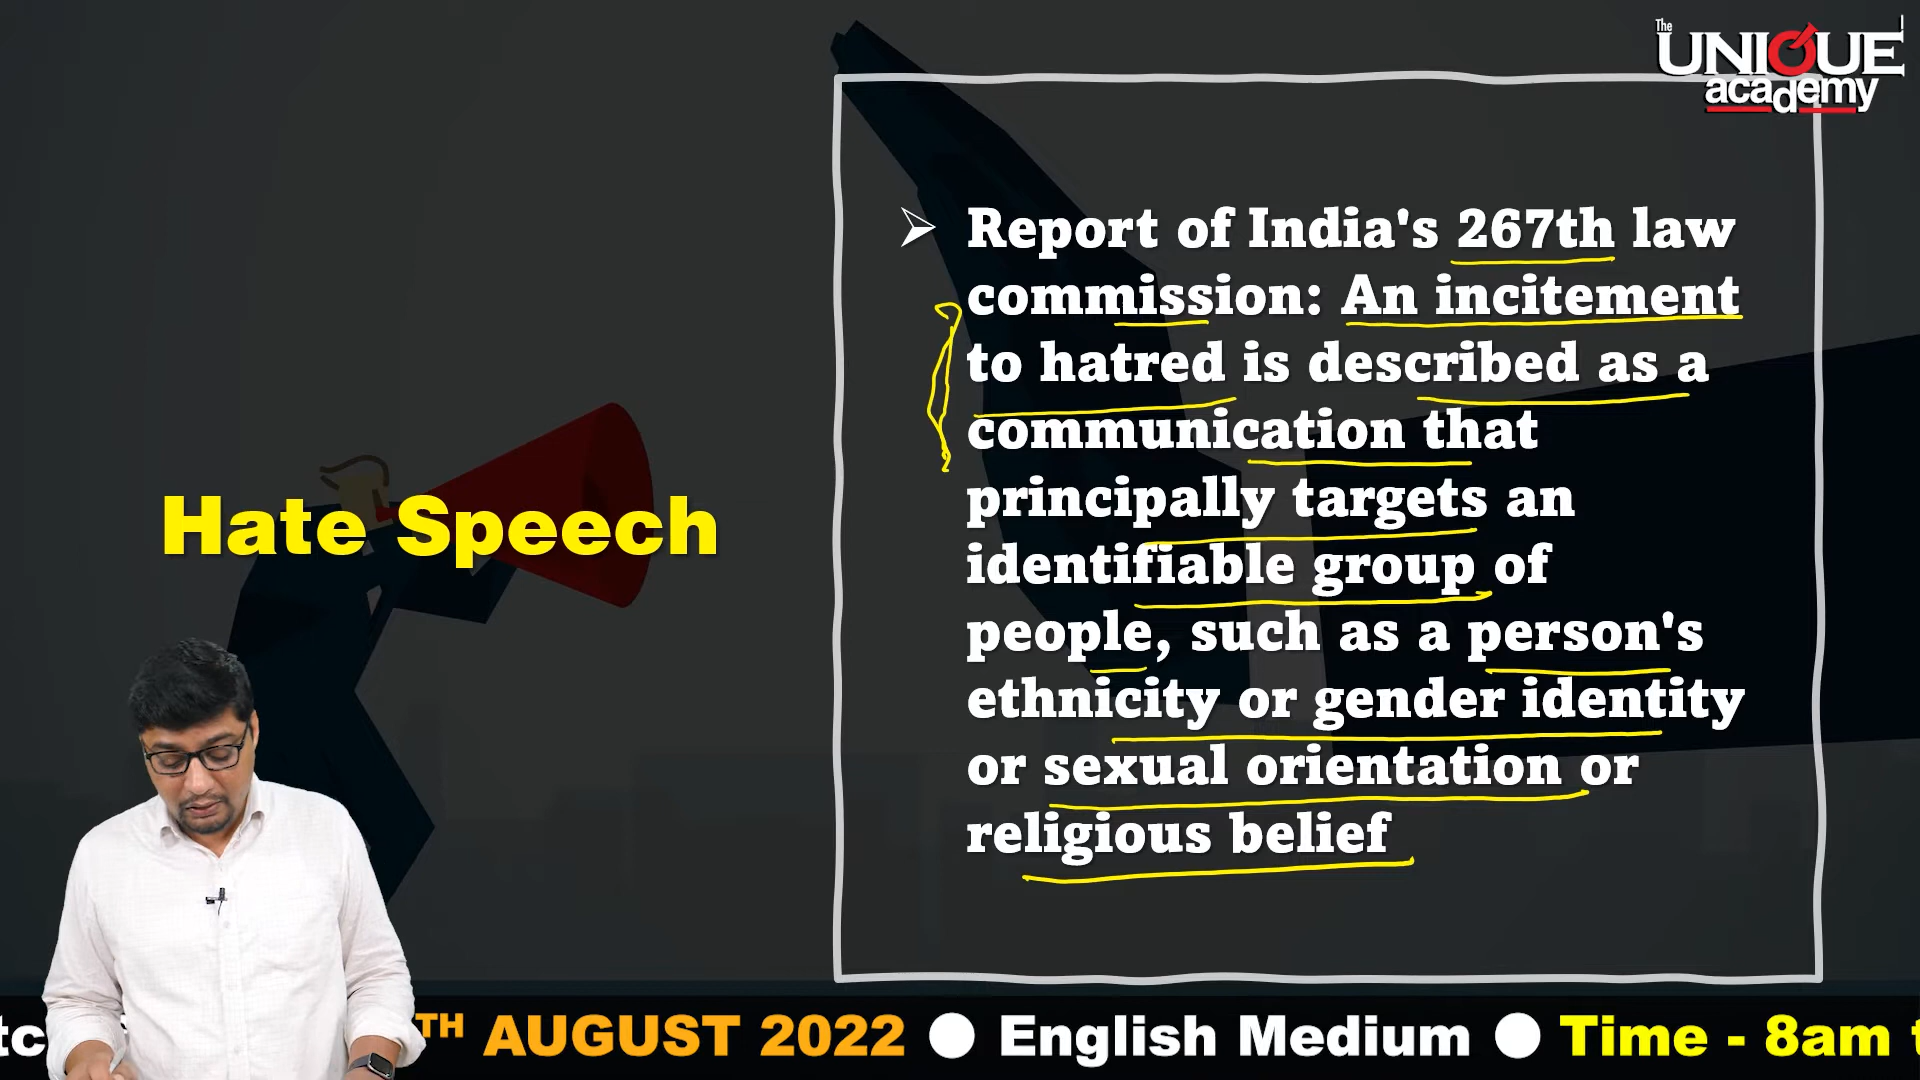 The
UNIQUE
academy
Report of India's 267th law
commission: An incitement
to hatred is described as a
communication that
principally targets an
identifiable group of
people, such as a person's
ethnicity or gender identity
or sexual orientation or
religious belief
Hate Speech
TH AUGUST 2022 ● English Medium ● Time - 8am